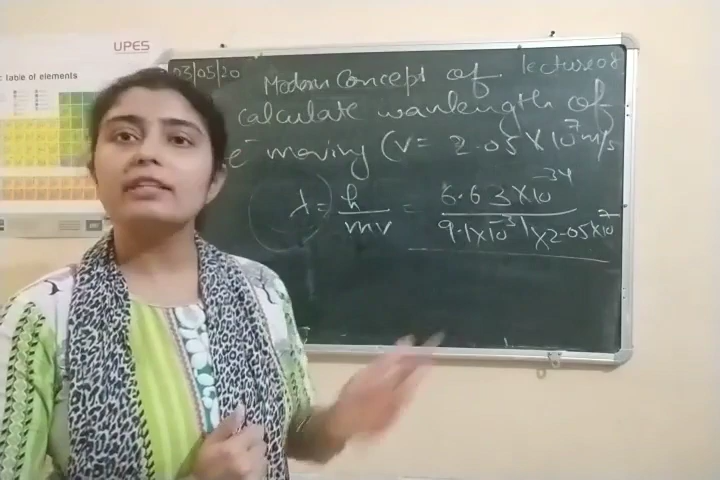 UPES
table of elements
03/05/20
lecture 08
Modern Concept of
calculate wavlength of
e⁻ moving (V = 2.05 X 10⁷ m/s
λ = h/mv = 6.63 X 10⁻³⁴ / 9.1 X 10⁻³¹ X 2.05 X 10⁷